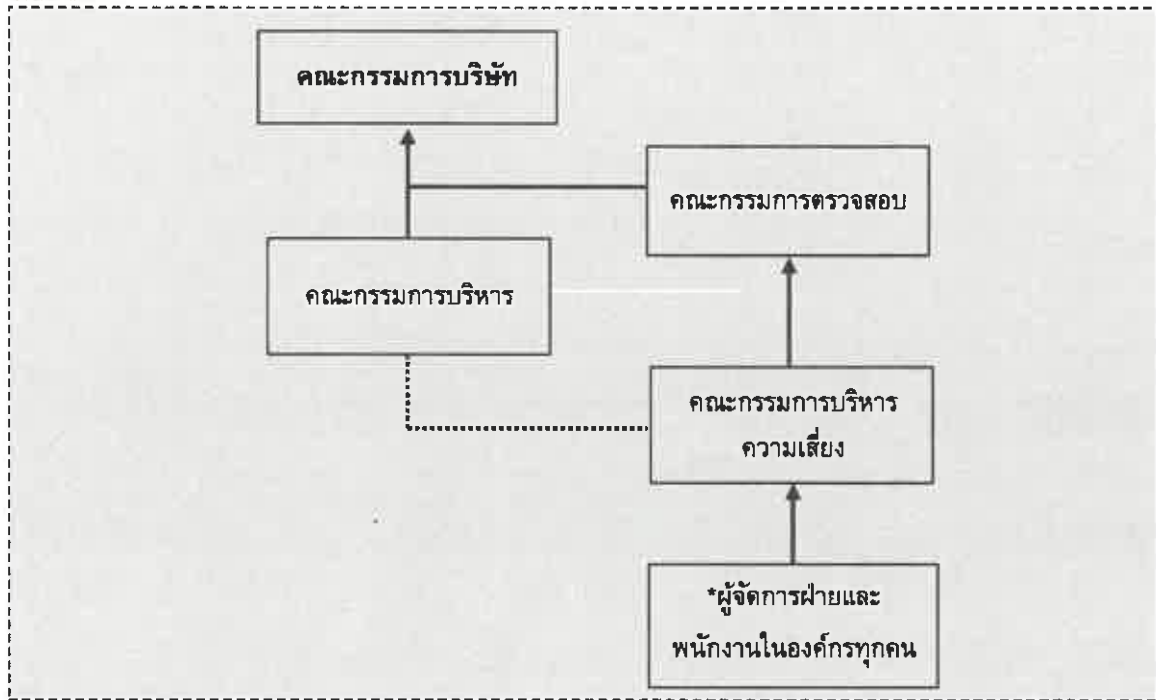 คณะกรรมการบริษัท
คณะกรรมการตรวจสอบ
คณะกรรมการบริหาร
คณะกรรมการบริหาร
ความเสี่ยง
*ผู้จัดการฝ่ายและ
พนักงานในองค์กรทุกคน